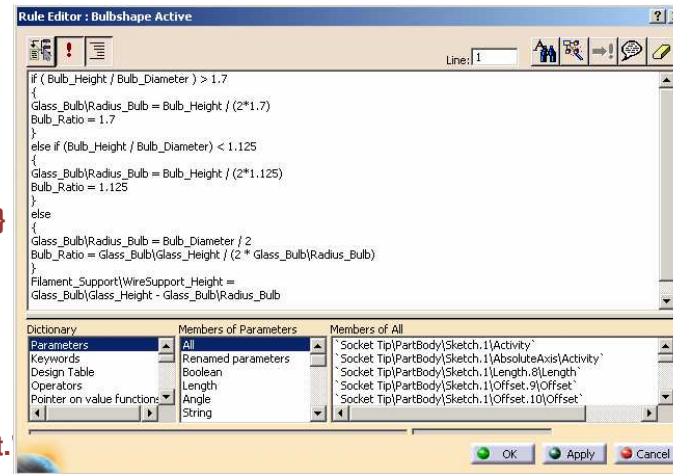 Rule Editor : Bulbshape Active
Line: 1
if ( Bulb_Height / Bulb_Diameter ) > 1.7
{
Glass_Bulb\Radius_Bulb = Bulb_Height / (2*1.7)
Bulb_Ratio = 1.7
}
else if (Bulb_Height / Bulb_Diameter) < 1.125
{
Glass_Bulb\Radius_Bulb = Bulb_Height / (2*1.125)
Bulb_Ratio = 1.125
}
}
else
{
Glass_Bulb\Radius_Bulb = Bulb_Diameter / 2
Bulb_Ratio = Glass_Bulb\Glass_Height / (2 * Glass_Bulb\Radius_Bulb)
}
Filament_Support\WireSupport_Height =
Glass_Bulb\Glass_Height - Glass_Bulb\Radius_Bulb
Dictionary Members of Parameters Members of All
Parameters All `Socket Tip\PartBody\Sketch.1\Activity`
Keywords Renamed parameters `Socket Tip\PartBody\Sketch.1\AbsoluteAxis\Activity`
Design Table Boolean `Socket Tip\PartBody\Sketch.1\Length.8\Length`
Operators Length `Socket Tip\PartBody\Sketch.1\Offset.9\Offset`
Pointer on value functions Angle `Socket Tip\PartBody\Sketch.1\Offset.10\Offset`
String
t.
OK Apply Cancel